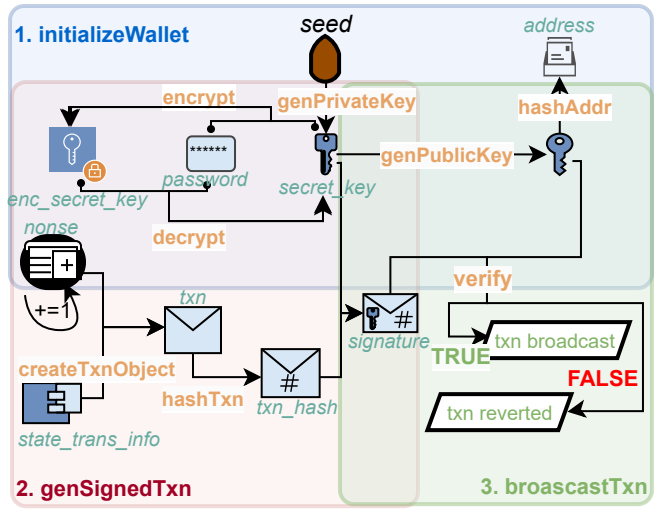 seed
address
1. initializeWallet
encrypt
genPrivateKey
hashAddr
******
genPublicKey
password
secret_key
enc_secret_key
nonse
decrypt
+=1
txn
verify
signature
#
txn broadcast
TRUE
createTxnObject
FALSE
hashTxn
#
txn_hash
txn reverted
state_trans_info
2. genSignedTxn
3. broascastTxn